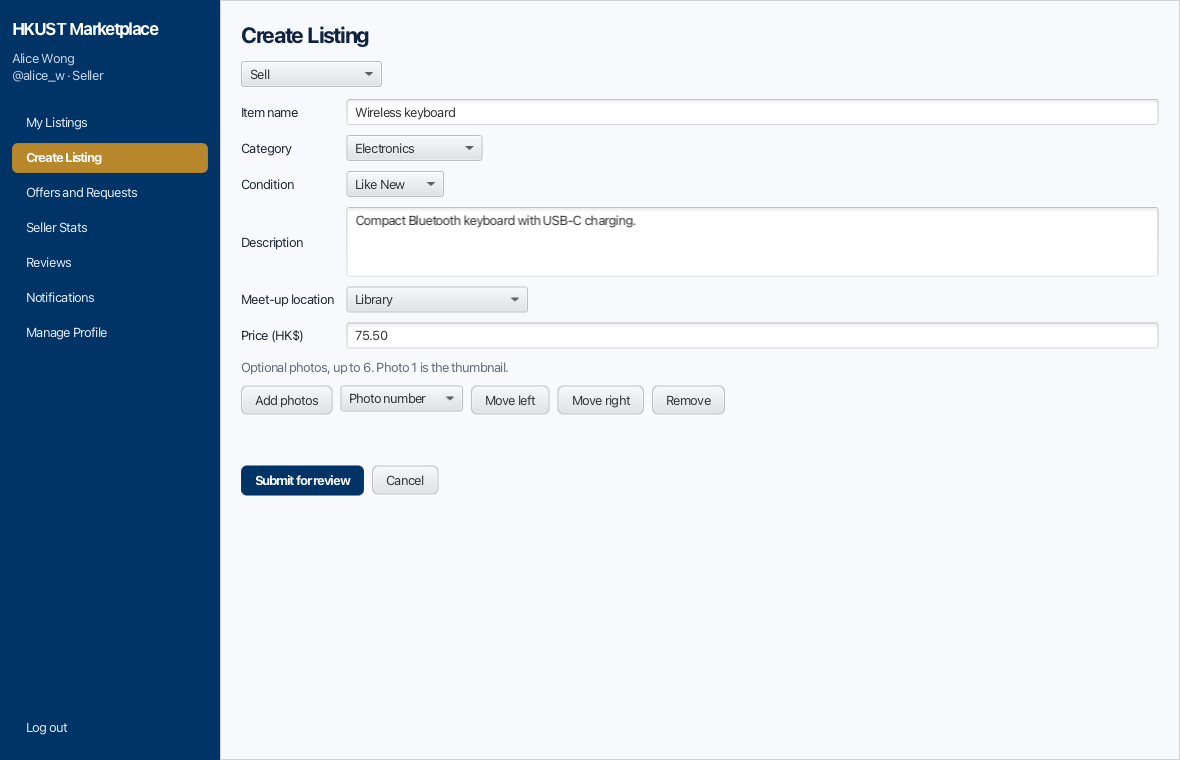 HKUST Marketplace
Alice Wong
@alice_w · Seller
My Listings
Create Listing
Offers and Requests
Seller Stats
Reviews
Notifications
Manage Profile
Log out
Create Listing
Sell
Item name Wireless keyboard
Category Electronics
Condition Like New
Description Compact Bluetooth keyboard with USB-C charging.
Meet-up location Library
Price (HK$) 75.50
Optional photos, up to 6. Photo 1 is the thumbnail.
Add photos Photo number Move left Move right Remove
Submit for review Cancel